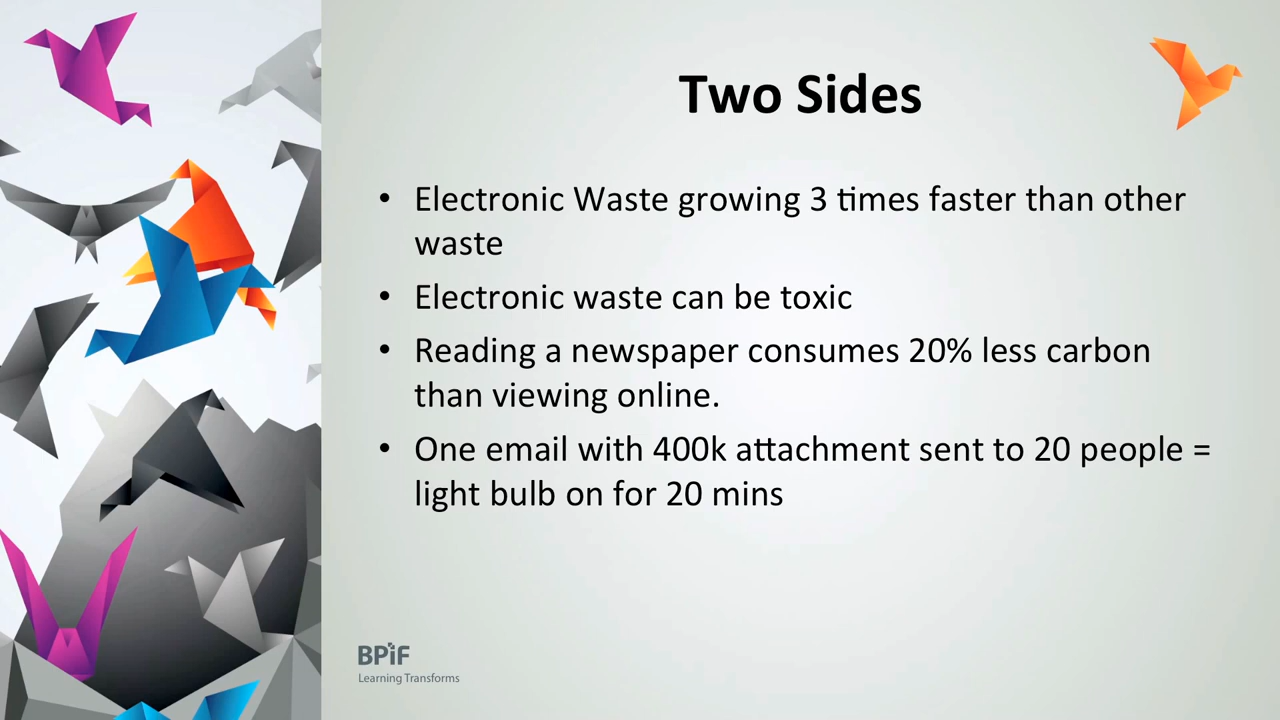 Two Sides
• Electronic Waste growing 3 times faster than other
waste
• Electronic waste can be toxic
• Reading a newspaper consumes 20% less carbon
than viewing online.
• One email with 400k attachment sent to 20 people =
light bulb on for 20 mins
BPiF
Learning Transforms